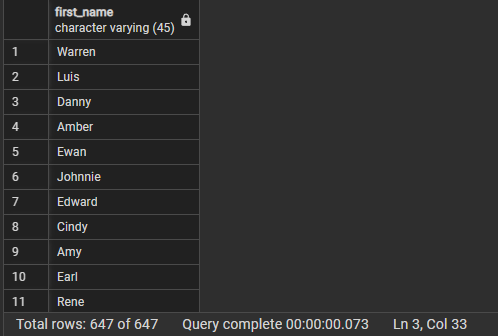 first_name
character varying (45)
1 Warren
2 Luis
3 Danny
4 Amber
5 Ewan
6 Johnnie
7 Edward
8 Cindy
9 Amy
10 Earl
11 Rene
Total rows: 647 of 647 Query complete 00:00:00.073 Ln 3, Col 33